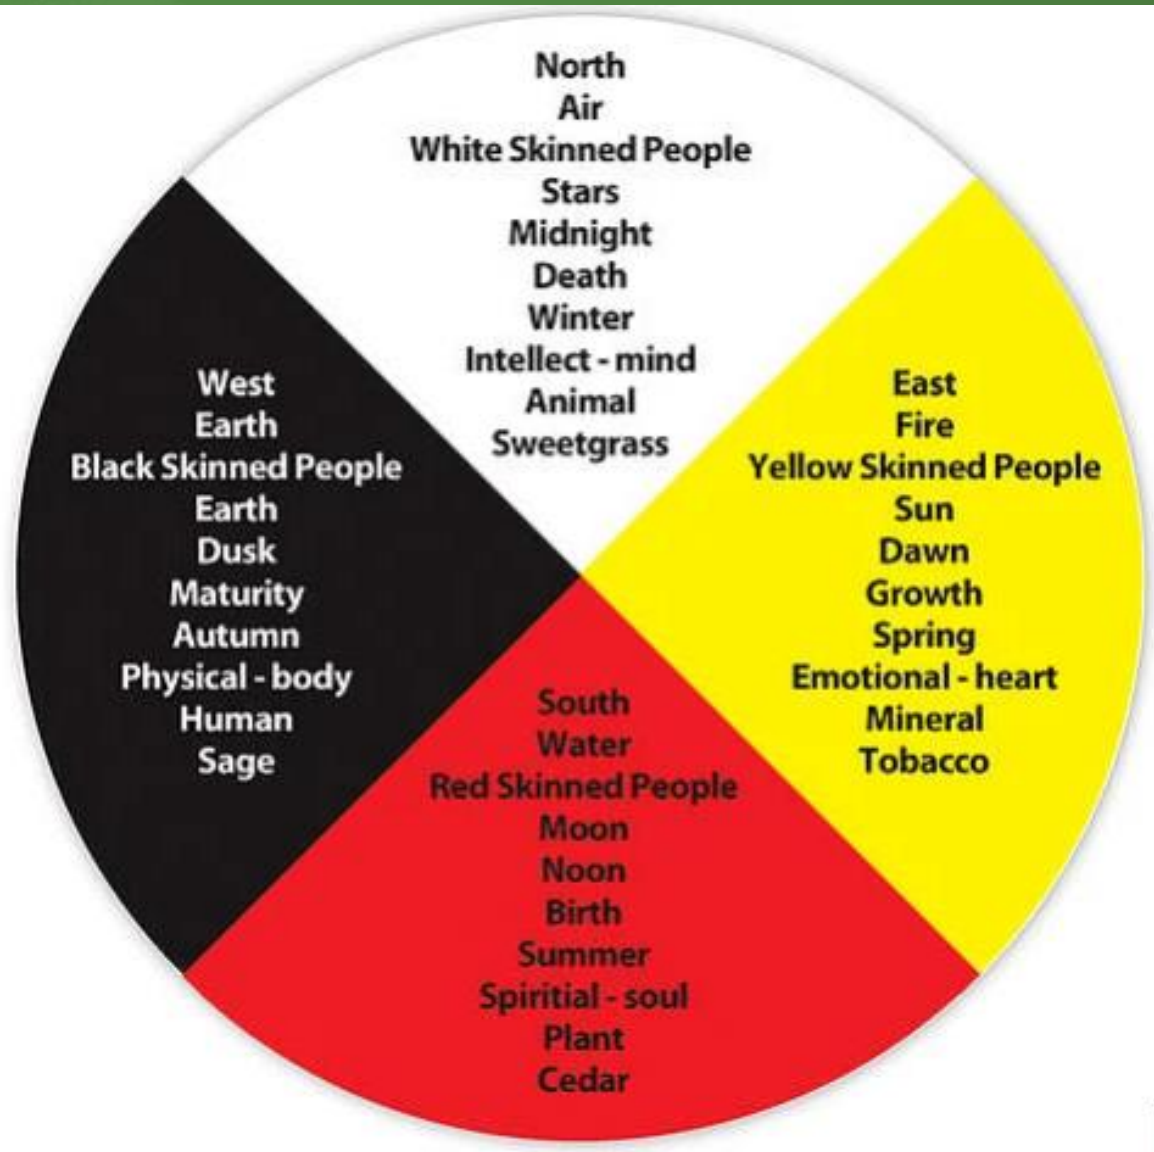 North
Air
White Skinned People
Stars
Midnight
Death
Winter
Intellect - mind
Animal
Sweetgrass
West
Earth
Black Skinned People
Earth
Dusk
Maturity
Autumn
Physical - body
Human
Sage
East
Fire
Yellow Skinned People
Sun
Dawn
Growth
Spring
Emotional - heart
Mineral
Tobacco
South
Water
Red Skinned People
Moon
Noon
Birth
Summer
Spiritial - soul
Plant
Cedar